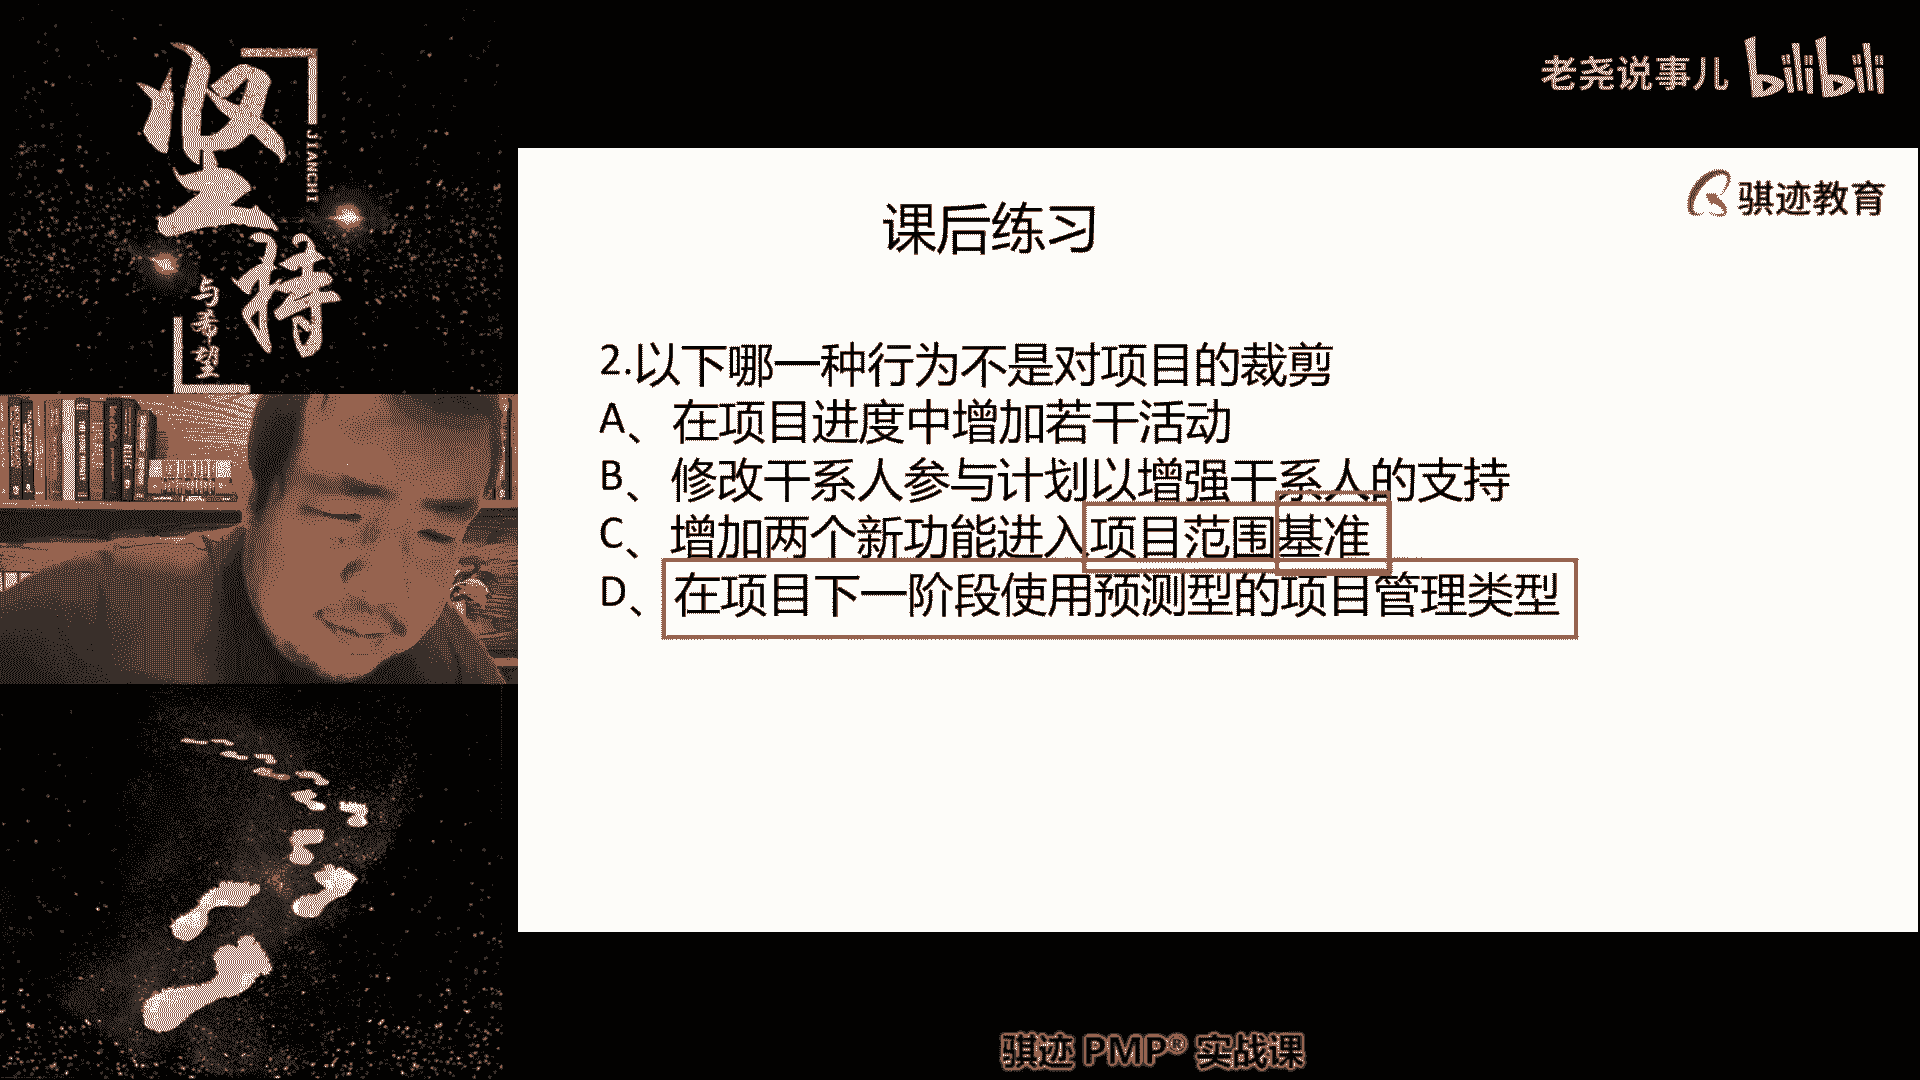 坚持
JIANCHI
与希望
老尧说事儿 bilibili
骐迹教育
课后练习
2.以下哪一种行为不是对项目的裁剪
A、在项目进度中增加若干活动
B、修改干系人参与计划以增强干系人的支持
C、增加两个新功能进入项目范围基准
D、在项目下一阶段使用预测型的项目管理类型
骐迹 PMP® 实战课